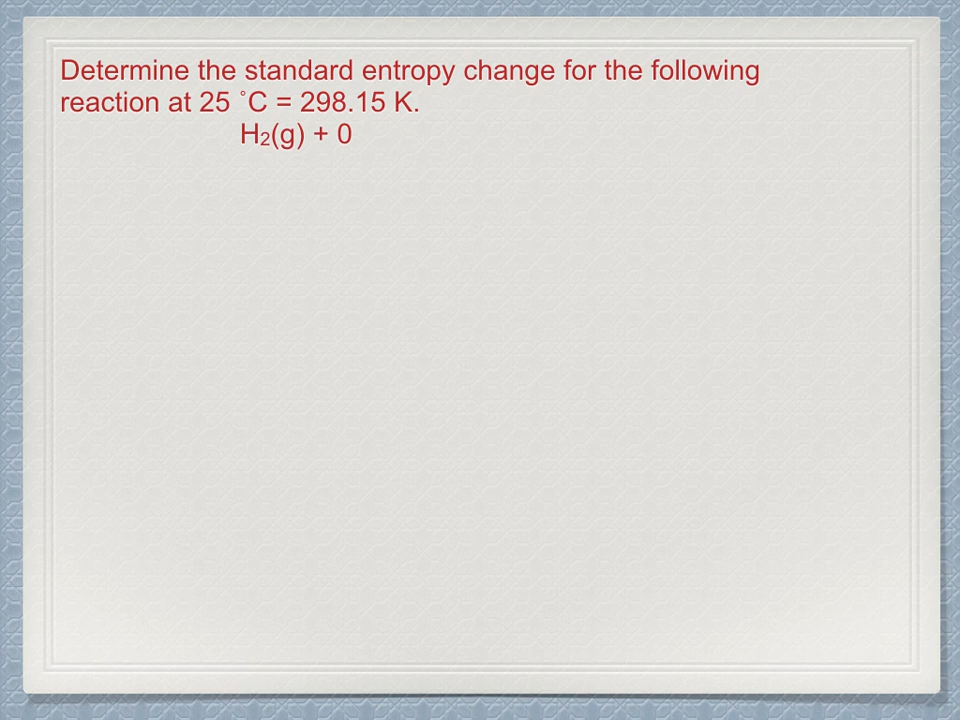 Determine the standard entropy change for the following
reaction at 25 ˚C = 298.15 K.
H₂(g) + 0